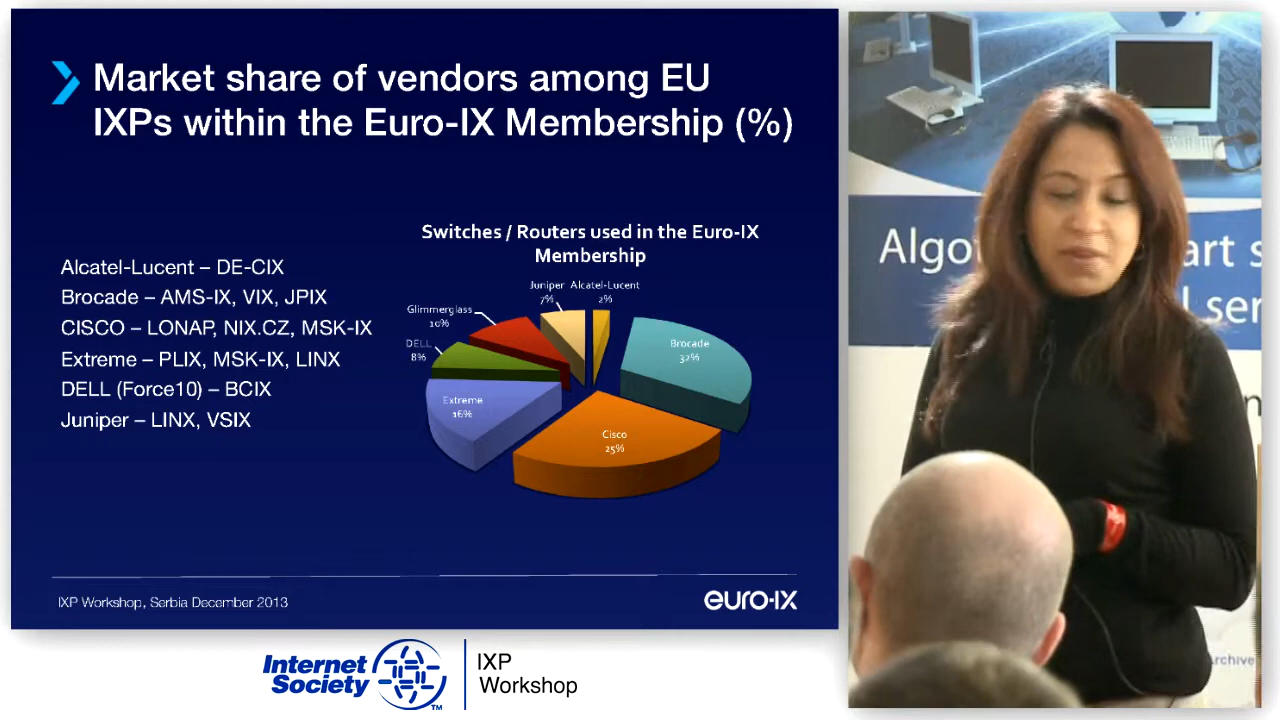 Market share of vendors among EU
IXPs within the Euro-IX Membership (%)
Alcatel-Lucent – DE-CIX
Brocade – AMS-IX, VIX, JPIX
CISCO – LONAP, NIX.CZ, MSK-IX
Extreme – PLIX, MSK-IX, LINX
DELL (Force10) – BCIX
Juniper – LINX, VSIX
Switches / Routers used in the Euro-IX
Membership
Juniper
7%
Alcatel-Lucent
2%
Glimmerglass
10%
Brocade
32%
DELL
8%
Extreme
16%
Cisco
25%
IXP Workshop, Serbia December 2013
euro-ix
Internet
Society
TM
IXP
Workshop
Algo
art s
ser
n
Archive